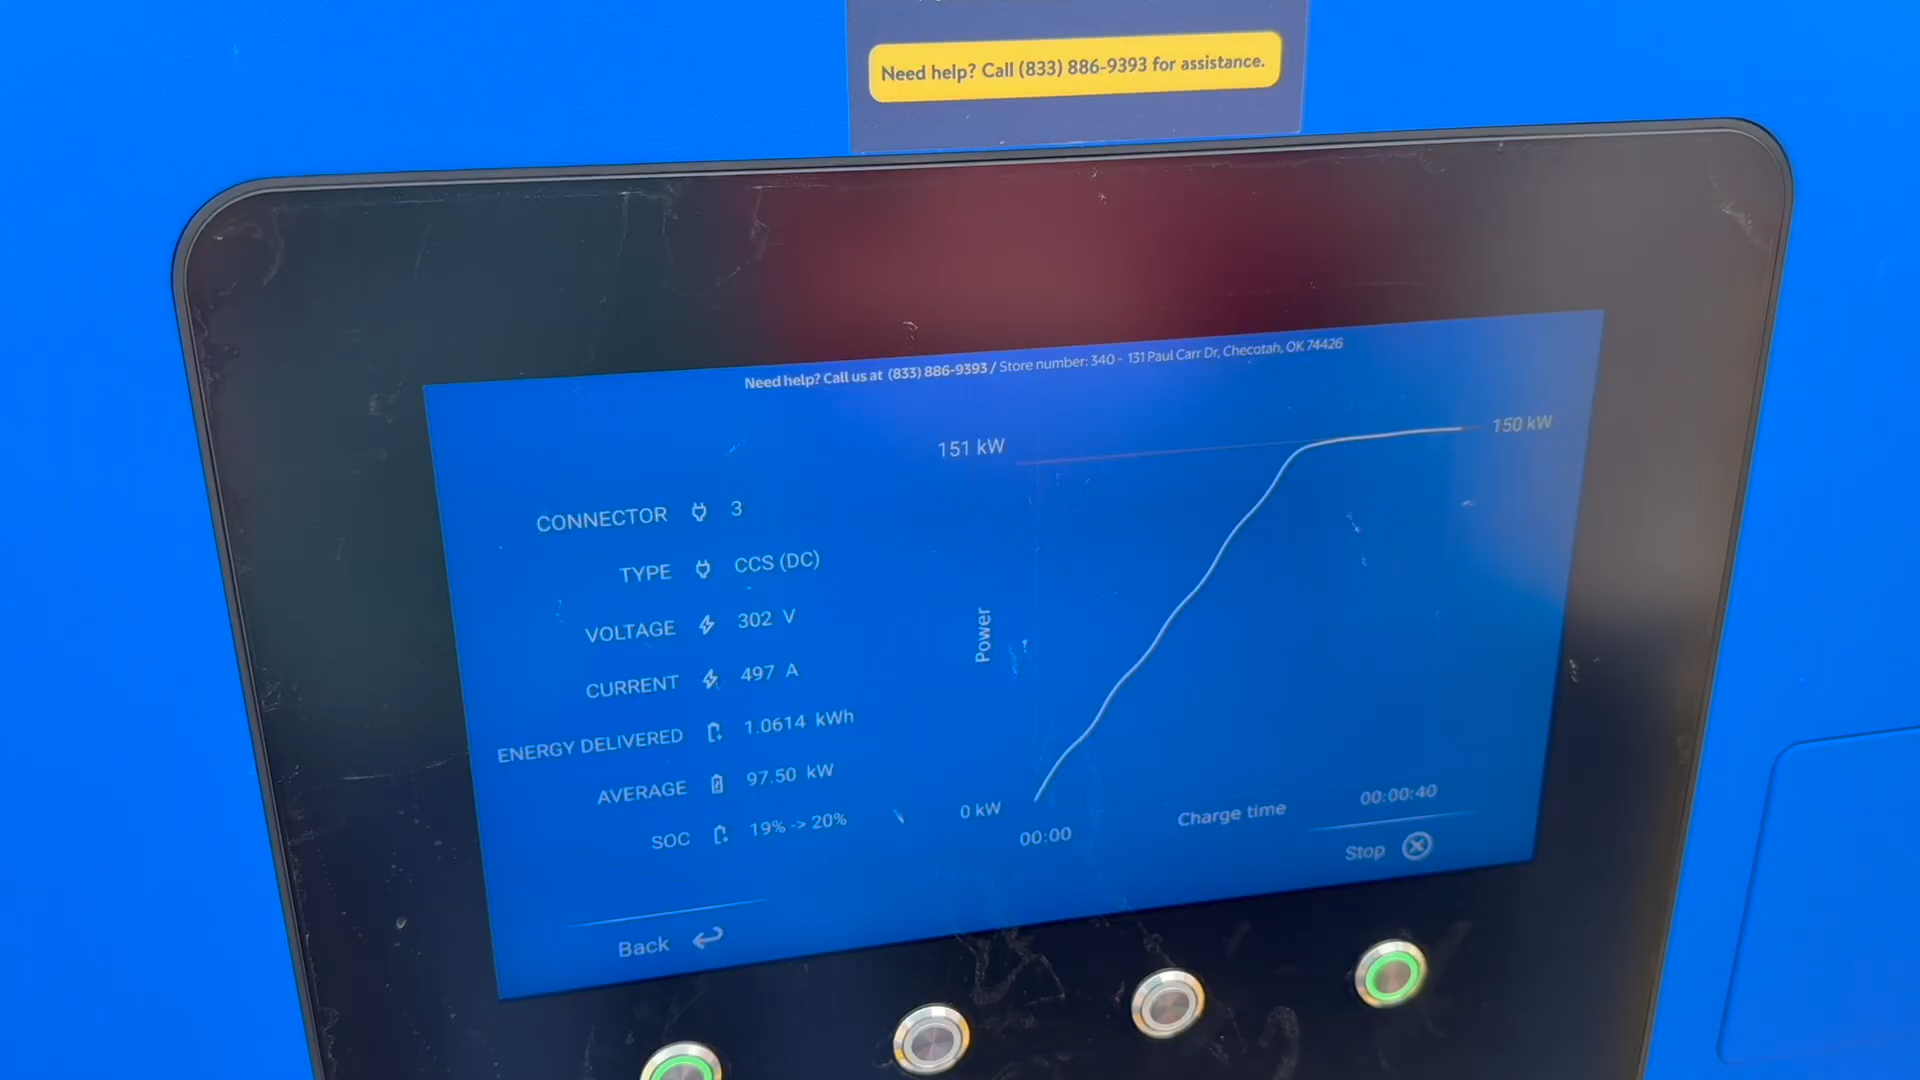 Need help? Call (833) 886-9393 for assistance.
Need help? Call us at (833) 886-9393 / Store number: 340 - 131 Paul Carr Dr, Checotah, OK 74426
CONNECTOR 3
TYPE CCS (DC)
VOLTAGE 302 V
CURRENT 497 A
ENERGY DELIVERED 1.0614 kWh
AVERAGE 97.50 kW
SOC 19% -> 20%
Back
151 kW
150 kW
Power
0 kW
00:00
Charge time
00:00:40
Stop